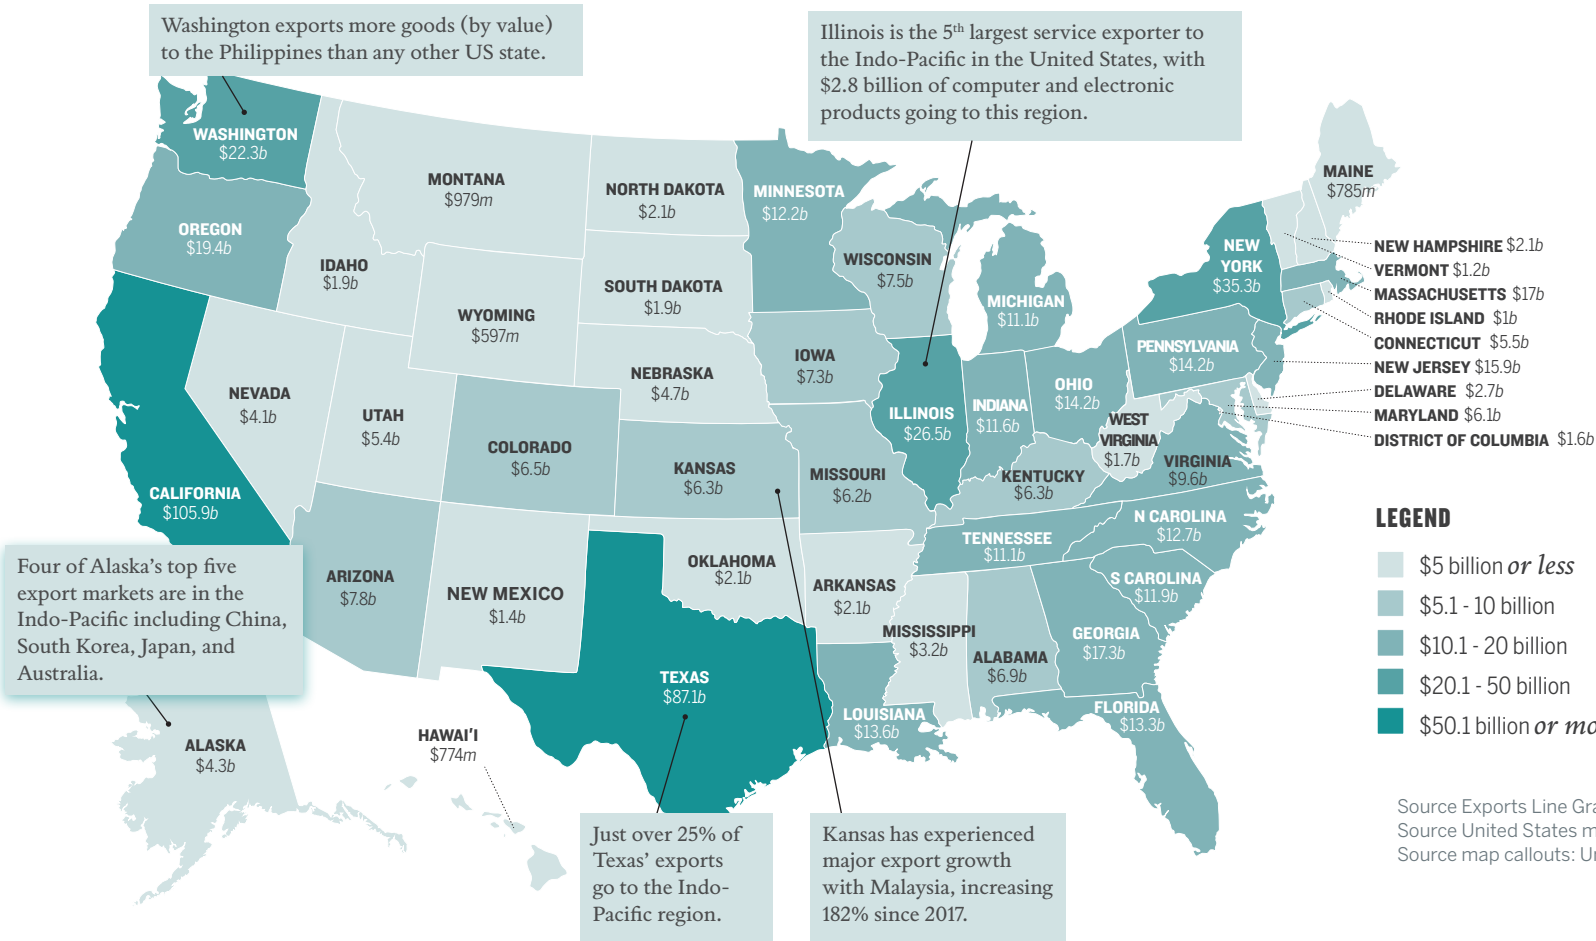 Washington exports more goods (by value)
to the Philippines than any other US state.
Illinois is the 5th largest service exporter to
the Indo-Pacific in the United States, with
$2.8 billion of computer and electronic
products going to this region.
WASHINGTON
$22.3b
OREGON
$19.4b
CALIFORNIA
$105.9b
IDAHO
$1.9b
NEVADA
$4.1b
MONTANA
$979m
WYOMING
$597m
UTAH
$5.4b
COLORADO
$6.5b
ARIZONA
$7.8b
NEW MEXICO
$1.4b
NORTH DAKOTA
$2.1b
SOUTH DAKOTA
$1.9b
NEBRASKA
$4.7b
KANSAS
$6.3b
OKLAHOMA
$2.1b
TEXAS
$87.1b
MINNESOTA
$12.2b
IOWA
$7.3b
MISSOURI
$6.2b
ARKANSAS
$2.1b
LOUISIANA
$13.6b
WISCONSIN
$7.5b
ILLINOIS
$26.5b
MICHIGAN
$11.1b
INDIANA
$11.6b
OHIO
$14.2b
KENTUCKY
$6.3b
TENNESSEE
$11.1b
MISSISSIPPI
$3.2b
ALABAMA
$6.9b
GEORGIA
$17.3b
FLORIDA
$13.3b
S CAROLINA
$11.9b
N CAROLINA
$12.7b
VIRGINIA
$9.6b
WEST
VIRGINIA
$1.7b
PENNSYLVANIA
$14.2b
NEW
YORK
$35.3b
MAINE
$785m
NEW HAMPSHIRE $2.1b
VERMONT $1.2b
MASSACHUSETTS $17b
RHODE ISLAND $1b
CONNECTICUT $5.5b
NEW JERSEY $15.9b
DELAWARE $2.7b
MARYLAND $6.1b
DISTRICT OF COLUMBIA $1.6b
Four of Alaska's top five
export markets are in the
Indo-Pacific including China,
South Korea, Japan, and
Australia.
ALASKA
$4.3b
HAWAI'I
$774m
Just over 25% of
Texas' exports
go to the Indo-
Pacific region.
Kansas has experienced
major export growth
with Malaysia, increasing
182% since 2017.
LEGEND
$5 billion or less
$5.1 - 10 billion
$10.1 - 20 billion
$20.1 - 50 billion
$50.1 billion or
Source Exports Line
Source United States
Source map callouts: